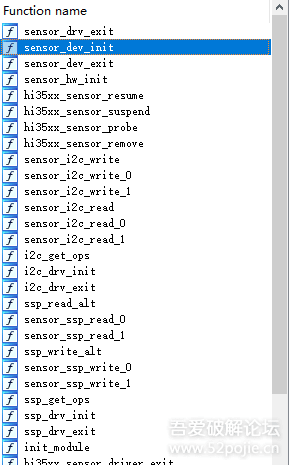 Function name
f sensor_drv_exit
f sensor_dev_init
f sensor_dev_exit
f sensor_hw_init
f hi35xx_sensor_resume
f hi35xx_sensor_suspend
f hi35xx_sensor_probe
f hi35xx_sensor_remove
f sensor_i2c_write
f sensor_i2c_write_0
f sensor_i2c_write_1
f sensor_i2c_read
f sensor_i2c_read_0
f sensor_i2c_read_1
f i2c_get_ops
f i2c_drv_init
f i2c_drv_exit
f ssp_read_alt
f sensor_ssp_read_0
f sensor_ssp_read_1
f ssp_write_alt
f sensor_ssp_write_0
f sensor_ssp_write_1
f ssp_get_ops
f ssp_drv_init
f ssp_drv_exit
f init_module
f hi35xx_sensor_driver_exit
吾爱破解论坛
www.52pojie.cn